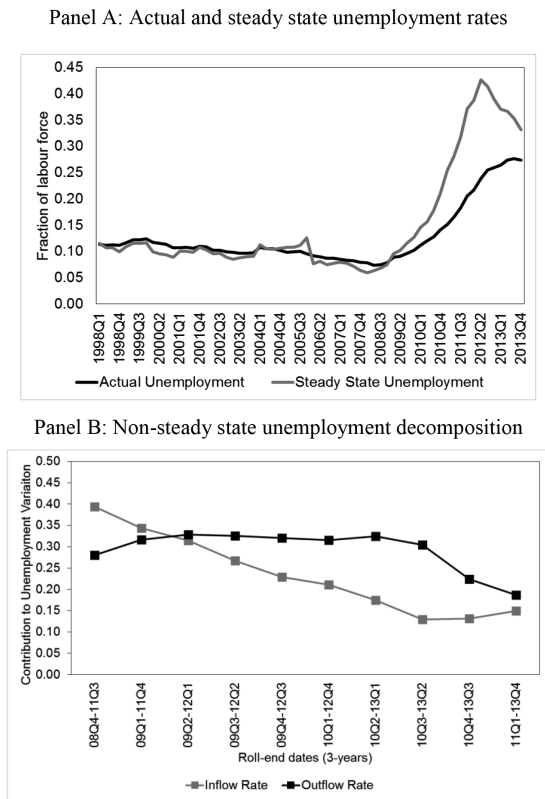 Panel A: Actual and steady state unemployment rates
Fraction of labour force
0.45
0.40
0.35
0.30
0.25
0.20
0.15
0.10
0.05
0.00
1998Q1
1998Q4
1999Q3
2000Q2
2001Q1
2001Q4
2002Q3
2003Q2
2004Q1
2004Q4
2005Q3
2006Q2
2007Q1
2007Q4
2008Q3
2009Q2
2010Q1
2010Q4
2011Q3
2012Q2
2013Q1
2013Q4
Actual Unemployment
Steady State Unemployment
Panel B: Non-steady state unemployment decomposition
Contribution to Unemployment Variaiton
0.50
0.45
0.40
0.35
0.30
0.25
0.20
0.15
0.10
0.05
0.00
08Q4-11Q3
09Q1-11Q4
09Q2-12Q1
09Q3-12Q2
09Q4-12Q3
10Q1-12Q4
10Q2-13Q1
10Q3-13Q2
10Q4-13Q3
11Q1-13Q4
Roll-end dates (3-years)
Inflow Rate
Outflow Rate